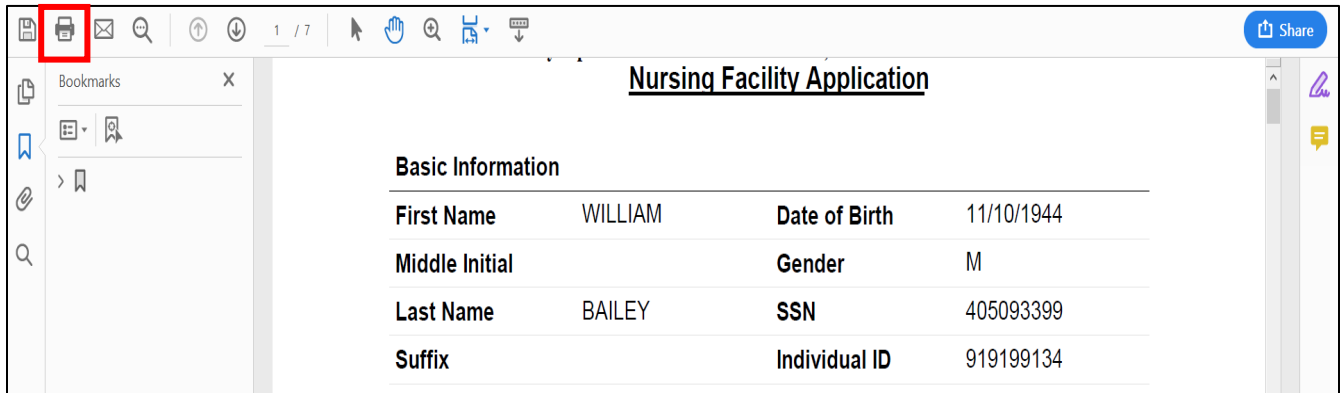 1 / 7
Share
Bookmarks X
Nursing Facility Application
Basic Information
First Name WILLIAM Date of Birth 11/10/1944
Middle Initial Gender M
Last Name BAILEY SSN 405093399
Suffix Individual ID 919199134